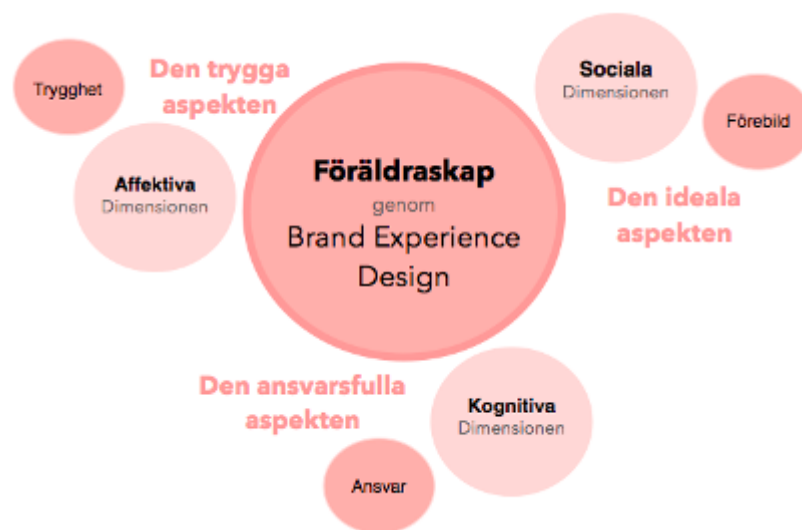 Den trygga
aspekten
Trygghet
Affektiva
Dimensionen
Föräldraskap
genom
Brand Experience
Design
Sociala
Dimensionen
Förebild
Den ideala
aspekten
Den ansvarsfulla
aspekten
Kognitiva
Dimensionen
Ansvar